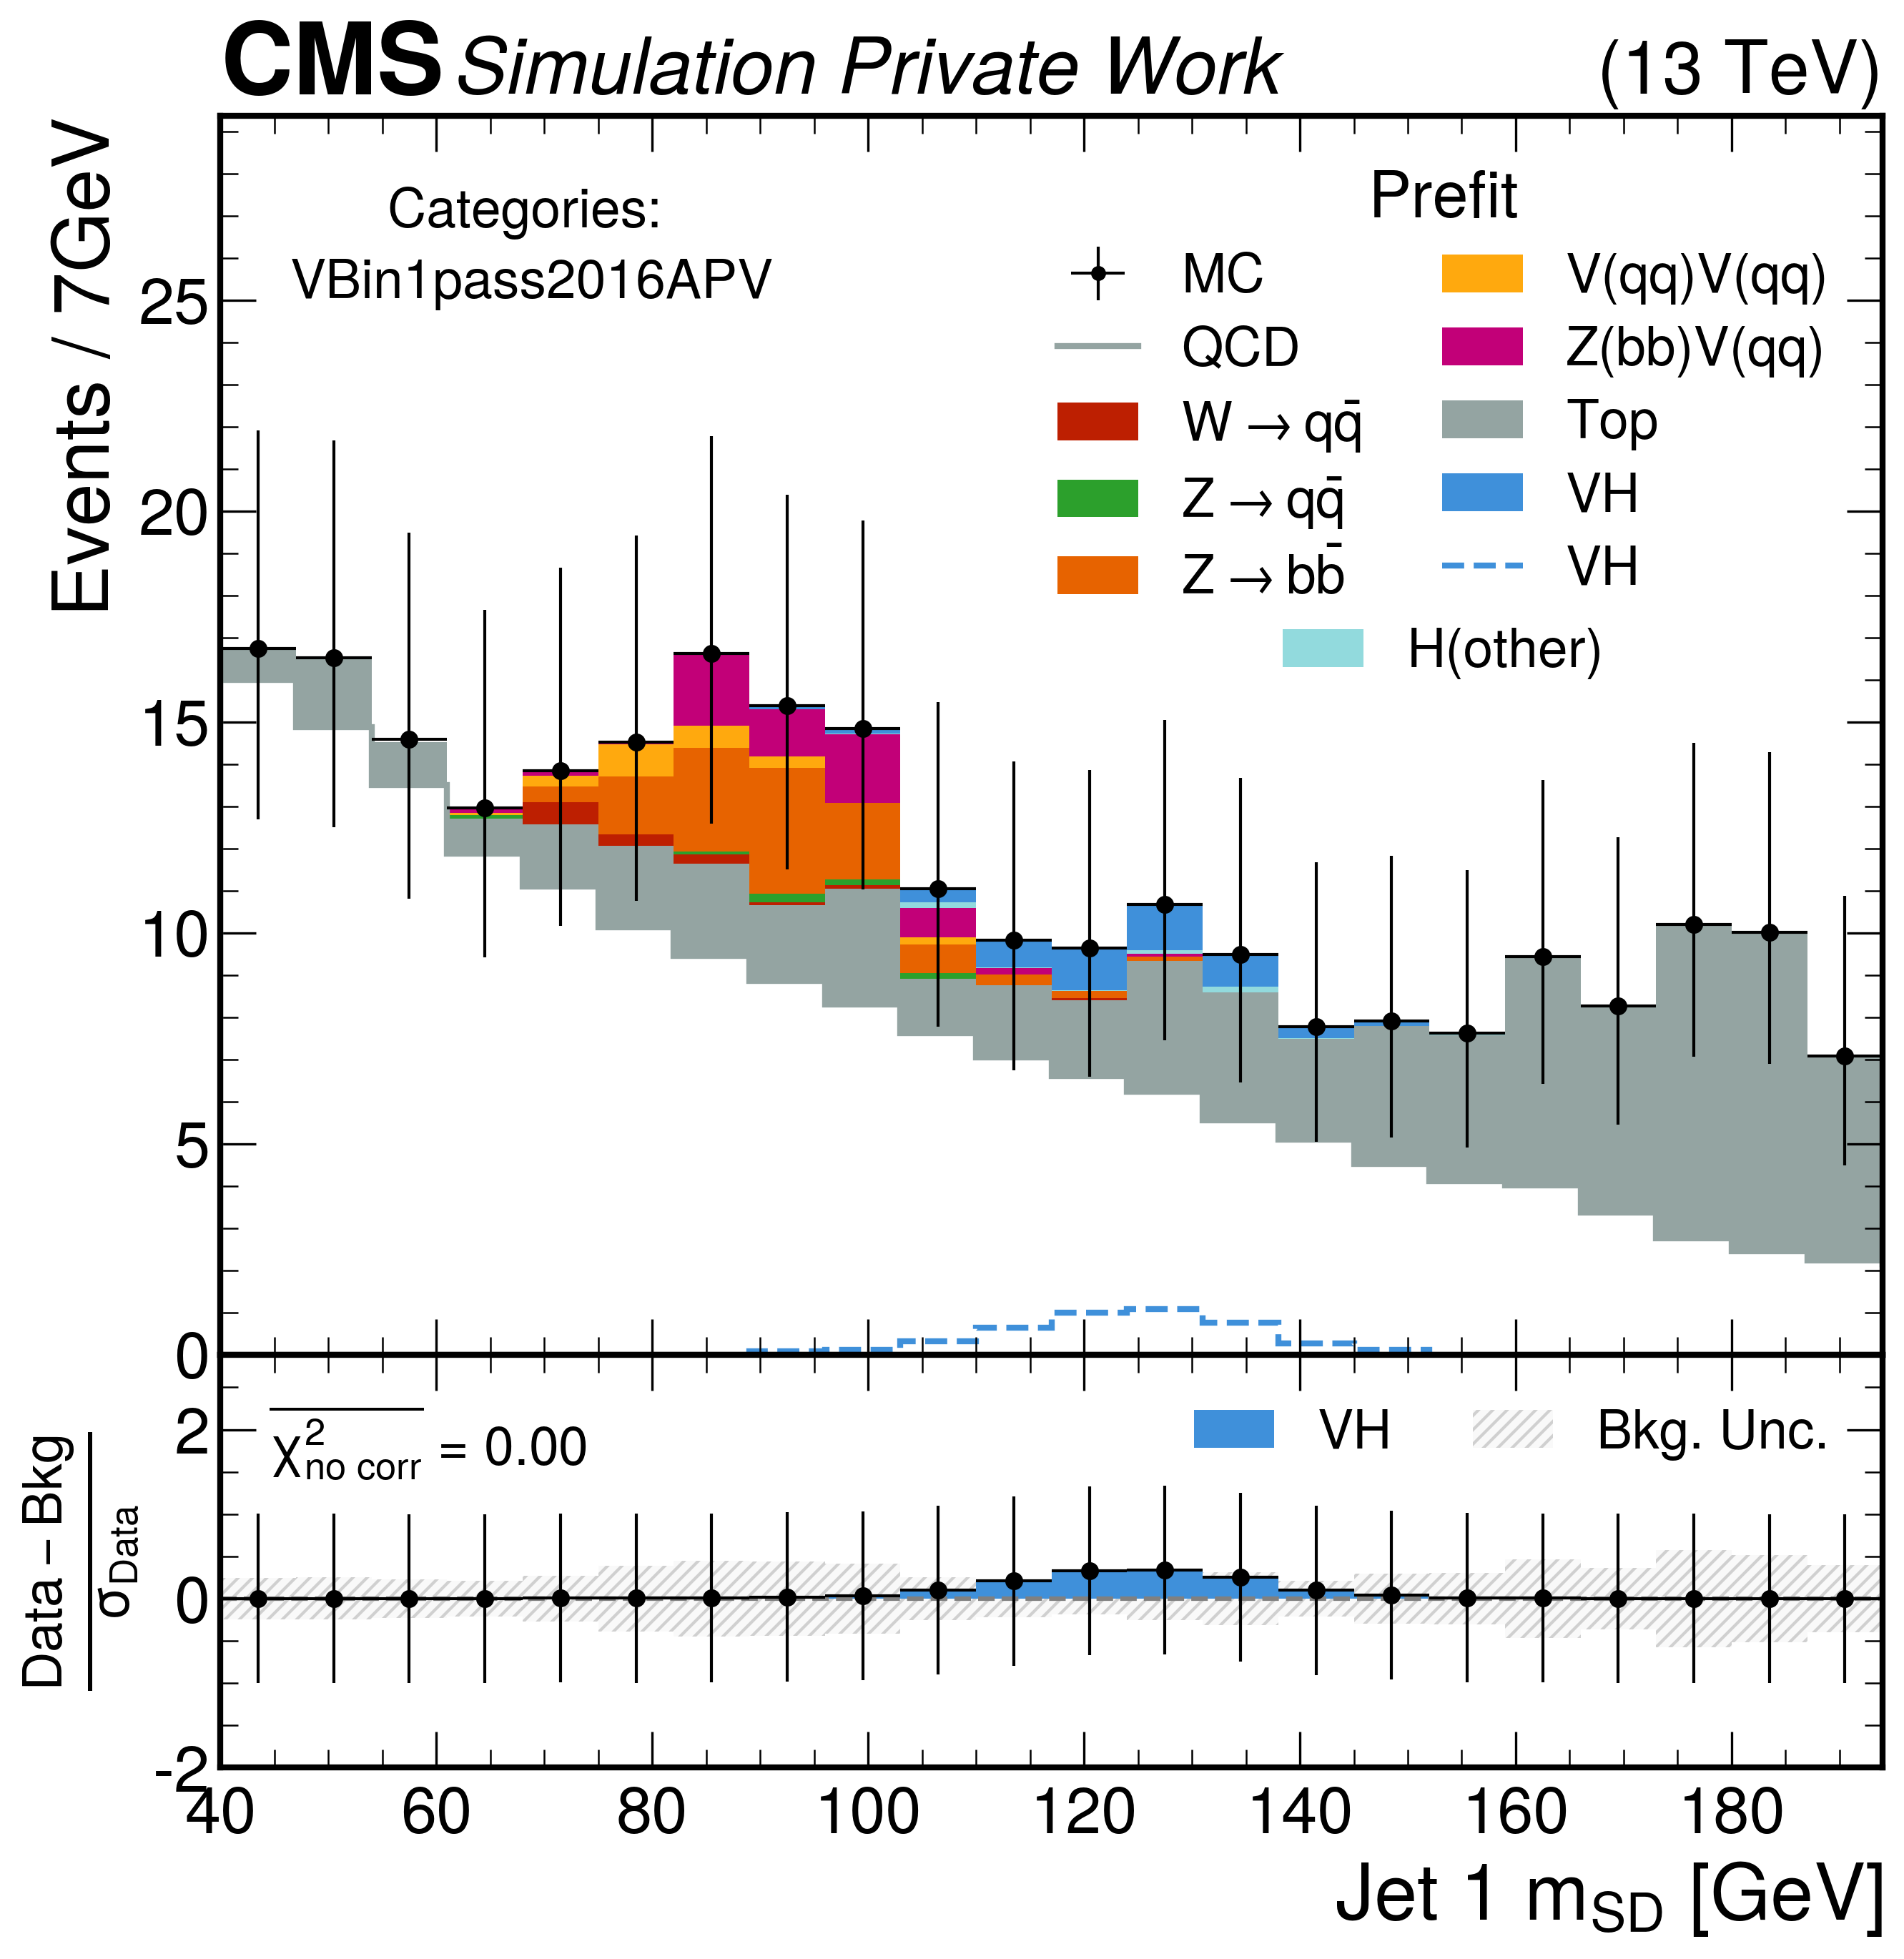 CMS Simulation Private Work (13 TeV)
Events / 7GeV
Categories:
VBin1pass2016APV
Prefit
MC
QCD
W → qq̄
Z → qq̄
Z → bb̄
V(qq)V(qq)
Z(bb)V(qq)
Top
VH
VH
H(other)
25
20
15
10
5
0
Data – Bkg
σData
χ²no corr = 0.00
VH
Bkg. Unc.
2
0
-2
40 60 80 100 120 140 160 180
Jet 1 mSD [GeV]